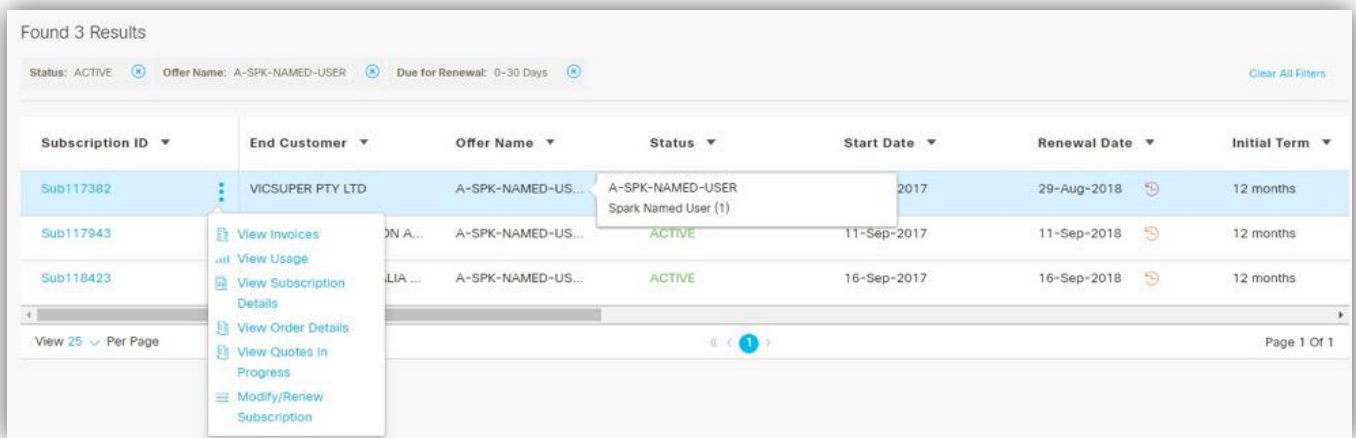 Found 3 Results
Status: ACTIVE Offer Name: A-SPK-NAMED-USER Due for Renewal: 0-30 Days Clear All Filters
Subscription ID End Customer Offer Name Status Start Date Renewal Date Initial Term
Sub117382 VICSUPER PTY LTD A-SPK-NAMED-US... 2017 29-Aug-2018 12 months
A-SPK-NAMED-USER
Spark Named User (1)
Sub117943 ON A... A-SPK-NAMED-US... ACTIVE 11-Sep-2017 11-Sep-2018 12 months
Sub118423 LIA ... A-SPK-NAMED-US... ACTIVE 16-Sep-2017 16-Sep-2018 12 months
View Invoices
View Usage
View Subscription
Details
View Order Details
View Quotes In
Progress
Modify/Renew
Subscription
View 25 Per Page 1 Page 1 Of 1